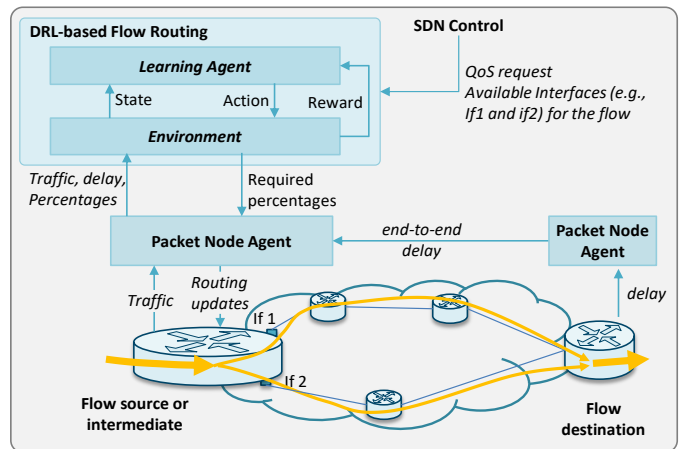 DRL-based Flow Routing
SDN Control
Learning Agent
QoS request
Available Interfaces (e.g.,
If1 and if2) for the flow
State
Action
Reward
Environment
Traffic, delay,
Percentages
Required
percentages
Packet Node Agent
end-to-end
delay
Packet Node
Agent
Traffic
Routing
updates
delay
If 1
If 2
Flow source or
intermediate
Flow
destination